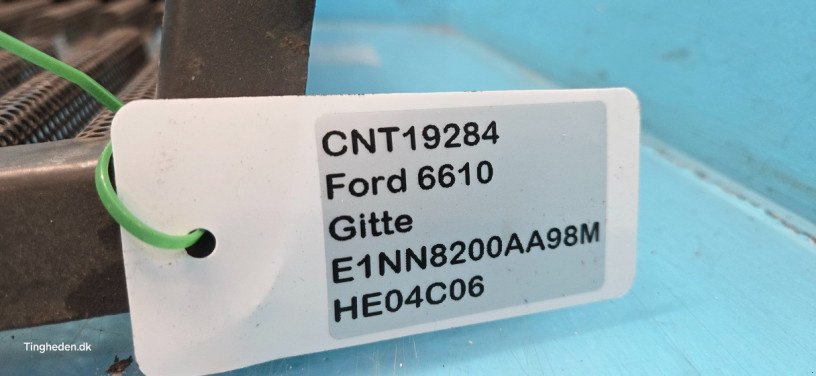 CNT19284
Ford 6610
Gitte
E1NN8200AA98M
HE04C06
Tingheden.dk